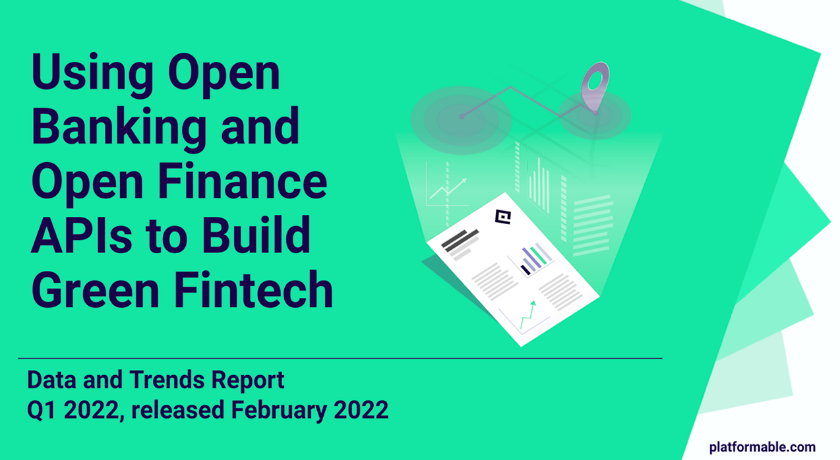 Using Open
Banking and
Open Finance
APIs to Build
Green Fintech
Data and Trends Report
Q1 2022, released February 2022
platformable.com